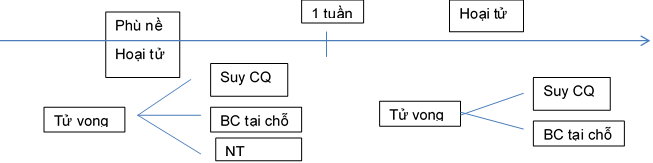 Phù nề
Hoại tử
1 tuần
Hoại tử
Suy CQ
Tử vong
BC tại chỗ
NT
Suy CQ
Tử vong
BC tại chỗ